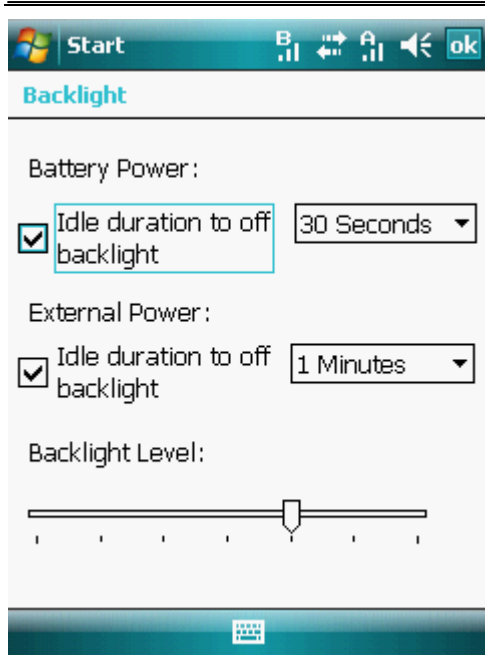 Start
B
A
ok
Backlight
Battery Power:
Idle duration to off
backlight
30 Seconds
External Power:
Idle duration to off
backlight
1 Minutes
Backlight Level: